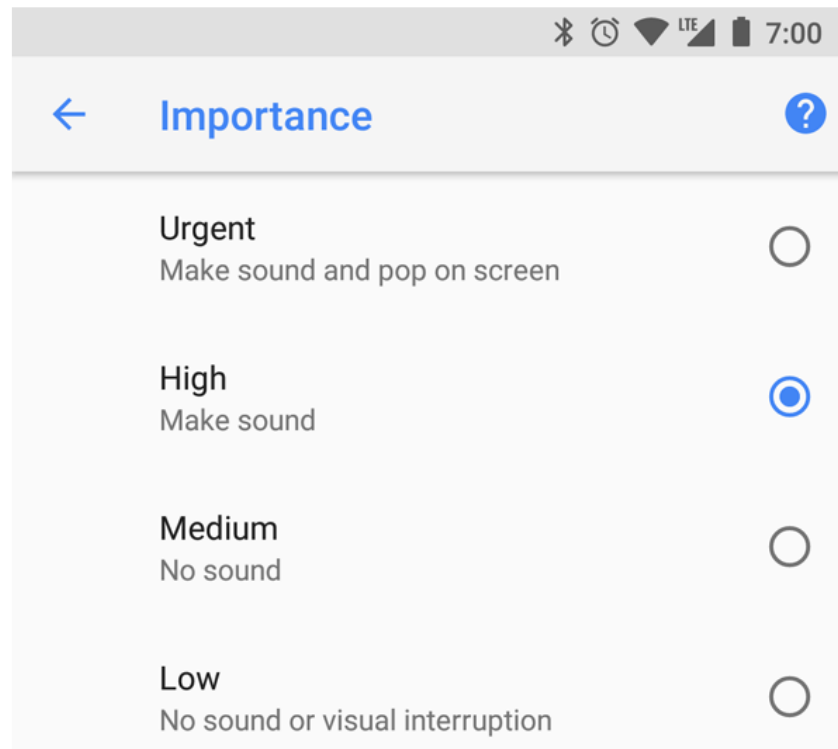 LTE 7:00
Importance ?
Urgent
Make sound and pop on screen
High
Make sound
Medium
No sound
Low
No sound or visual interruption